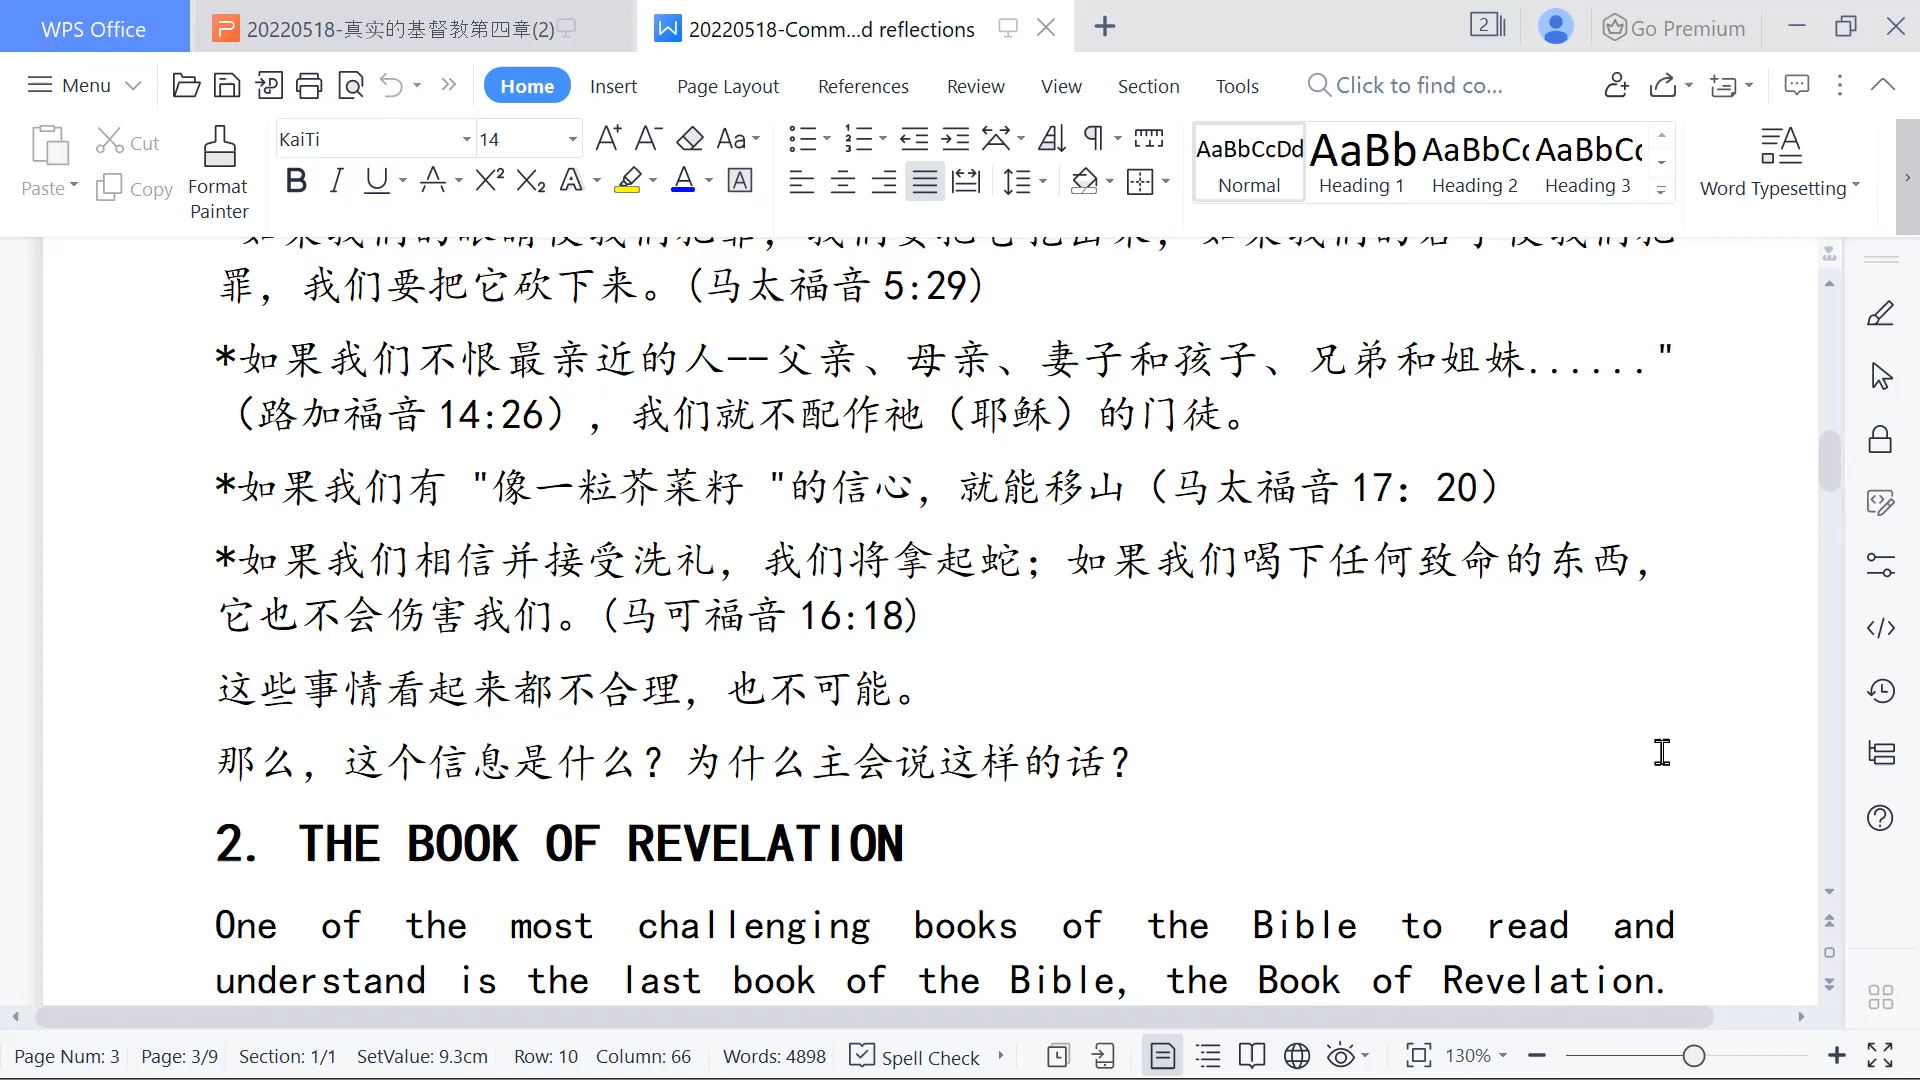 WPS Office
20220518-真实的基督教第四章(2)
20220518-Comm...d reflections
2
Go Premium
Menu
Home
Insert
Page Layout
References
Review
View
Section
Tools
Click to find co...
Paste
Cut
Copy
Format
Painter
KaiTi
14
AaBbCcDd
Normal
AaBb
Heading 1
AaBbCc
Heading 2
AaBbCc
Heading 3
Word Typesetting
罪，我们要把它砍下来。(马太福音 5:29)
*如果我们不恨最亲近的人--父亲、母亲、妻子和孩子、兄弟和姐妹......"
（路加福音 14:26），我们就不配作祂（耶稣）的门徒。
*如果我们有 "像一粒芥菜籽 "的信心，就能移山（马太福音 17: 20）
*如果我们相信并接受洗礼，我们将拿起蛇；如果我们喝下任何致命的东西，
它也不会伤害我们。(马可福音 16:18)
这些事情看起来都不合理，也不可能。
那么，这个信息是什么？为什么主会说这样的话？
2. THE BOOK OF REVELATION
One of the most challenging books of the Bible to read and
understand is the last book of the Bible, the Book of Revelation.
Page Num: 3
Page: 3/9
Section: 1/1
SetValue: 9.3cm
Row: 10
Column: 66
Words: 4898
Spell Check
130%